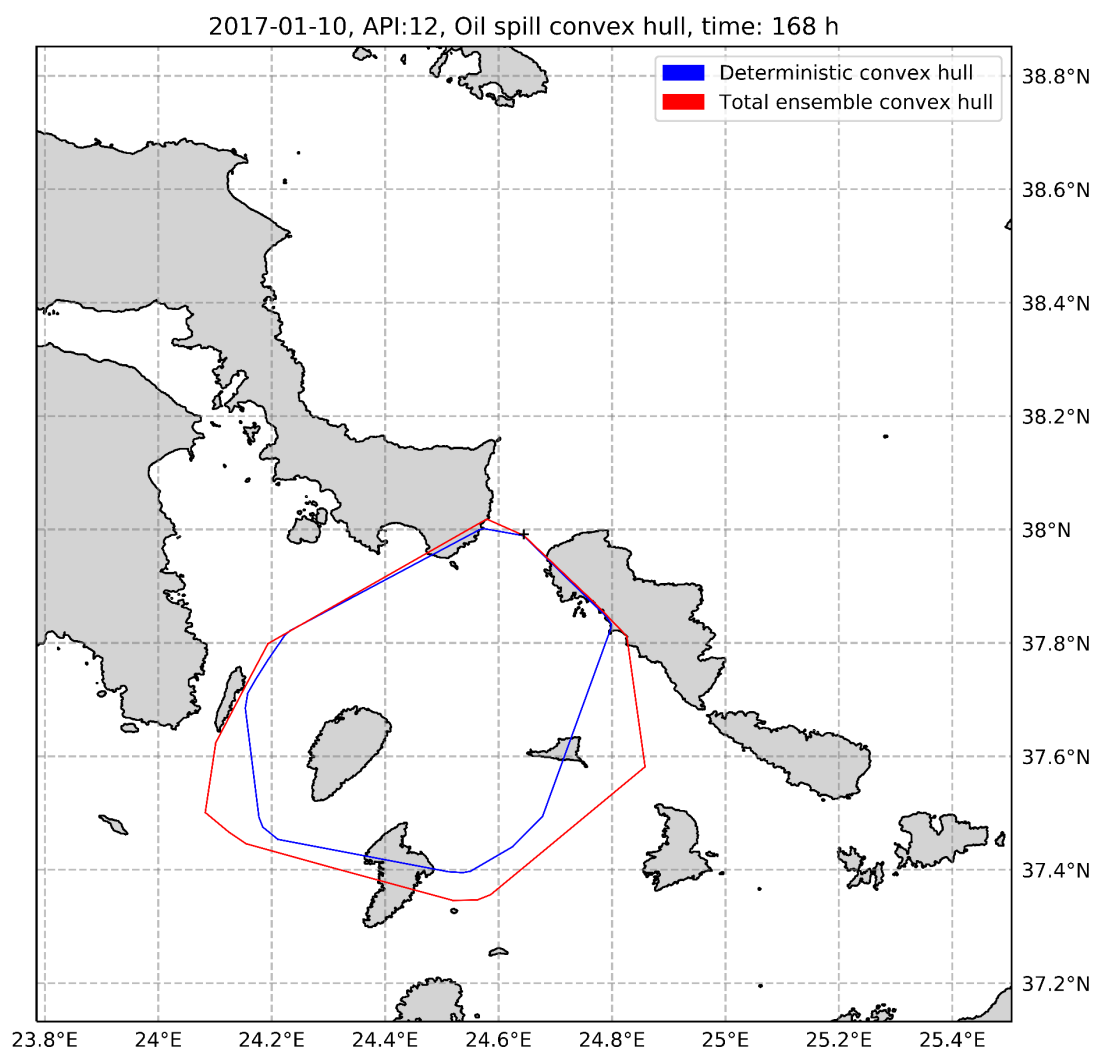 2017-01-10, API:12, Oil spill convex hull, time: 168 h
Deterministic convex hull
Total ensemble convex hull
38.8°N
38.6°N
38.4°N
38.2°N
38°N
37.8°N
37.6°N
37.4°N
37.2°N
23.8°E 24°E 24.2°E 24.4°E 24.6°E 24.8°E 25°E 25.2°E 25.4°E